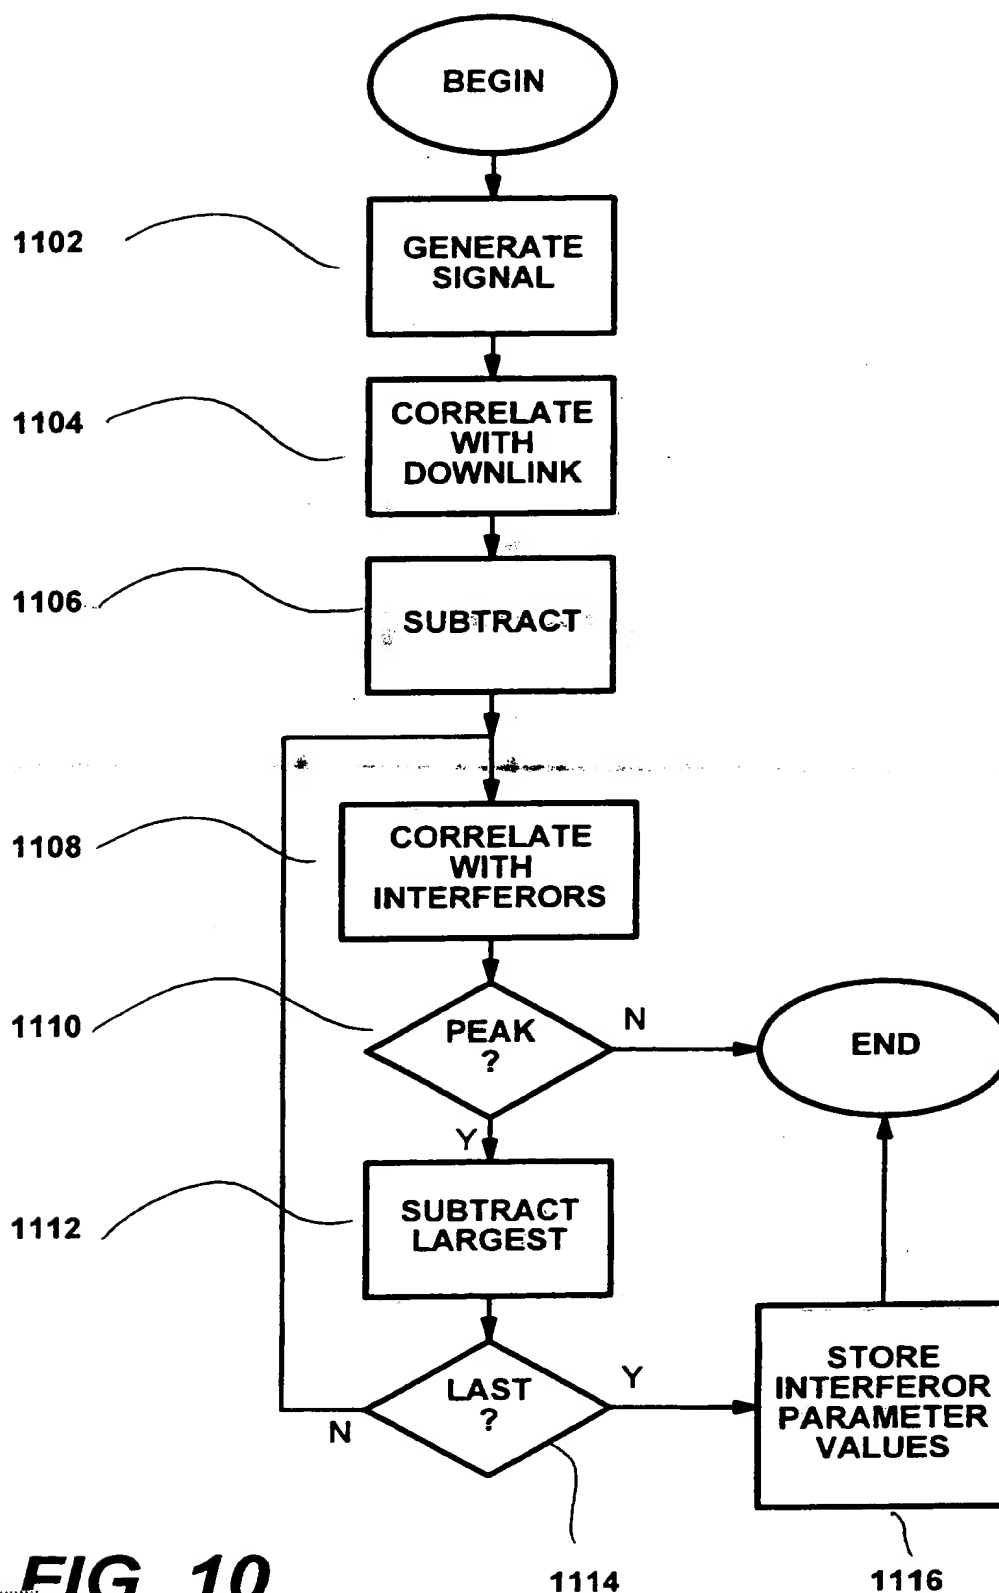 BEGIN
1102
GENERATE
SIGNAL
1104
CORRELATE
WITH
DOWNLINK
1106
SUBTRACT
1108
CORRELATE
WITH
INTERFERORS
1110
PEAK
?
N
END
Y
1112
SUBTRACT
LARGEST
LAST
?
Y
N
STORE
INTERFEROR
PARAMETER
VALUES
FIG 10
1114
1116